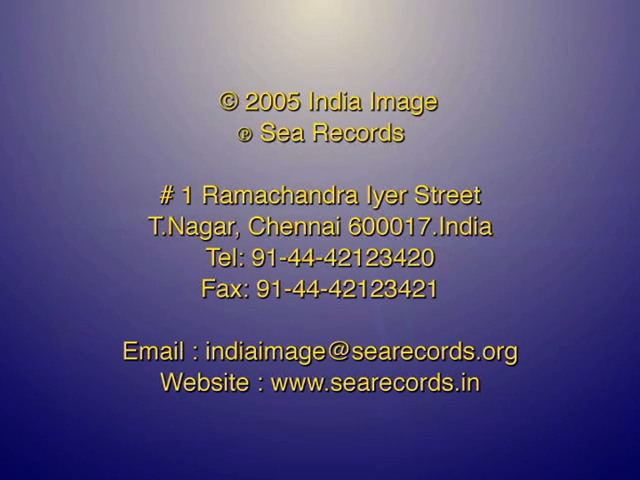 © 2005 India Image
℗ Sea Records
# 1 Ramachandra Iyer Street
T.Nagar, Chennai 600017.India
Tel: 91-44-42123420
Fax: 91-44-42123421
Email : indiaimage@searecords.org
Website : www.searecords.in